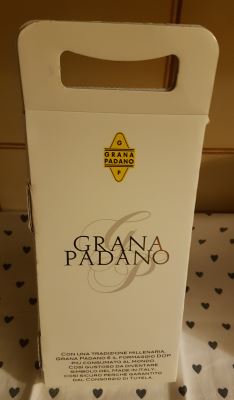 G
GRANA
PADANO
P
GRANA
PADANO
GP
CON UNA TRADIZIONE MILLENARIA,
GRANA PADANO È IL FORMAGGIO DOP
PIÙ CONSUMATO AL MONDO.
COSÌ GUSTOSO DA DIVENTARE
SIMBOLO DEL MADE IN ITALY.
COSÌ SICURO PERCHÉ GARANTITO
DAL CONSORZIO DI TUTELA.